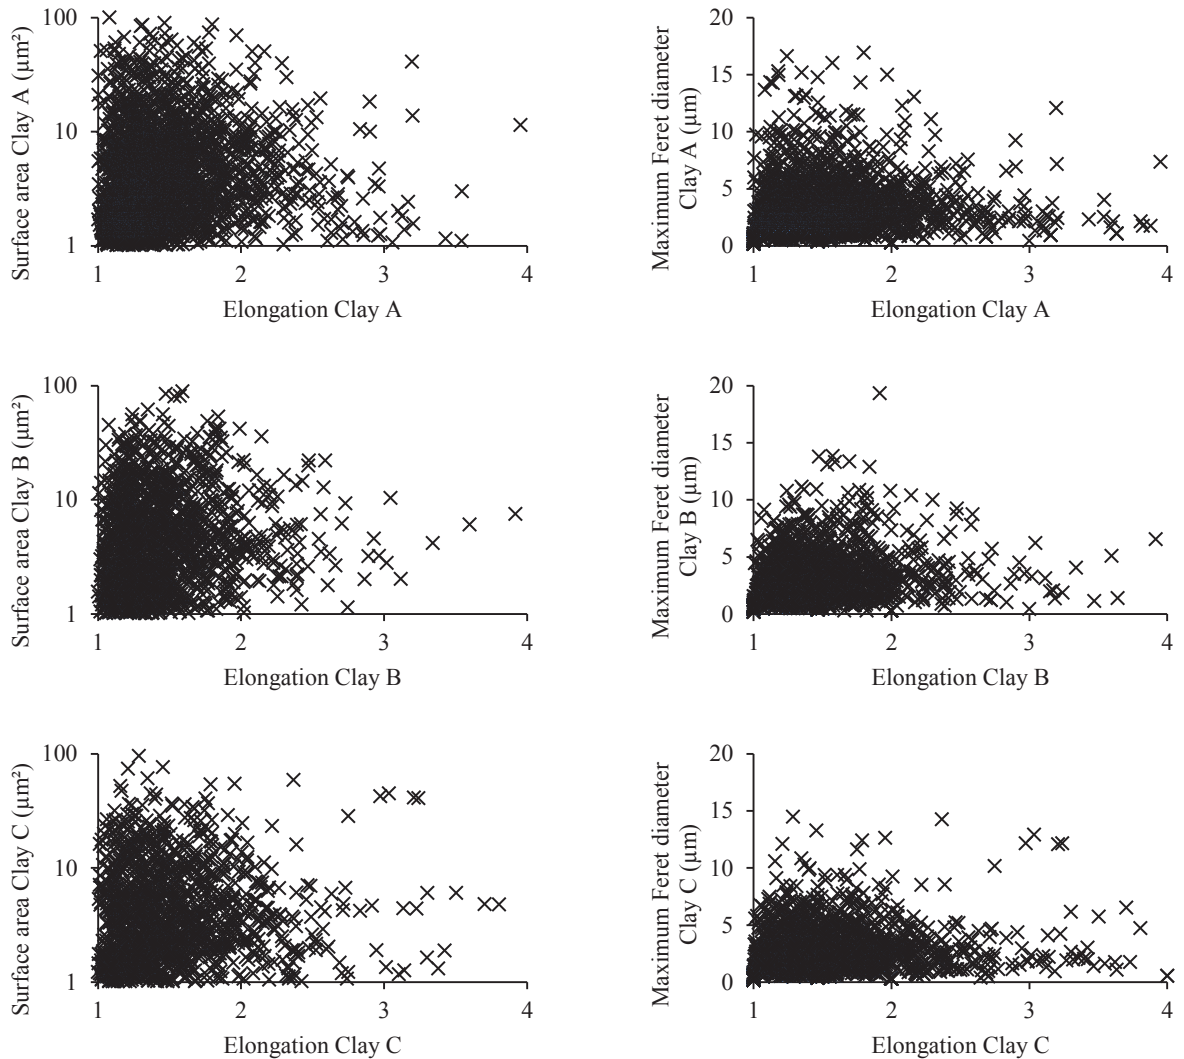 Surface area Clay A (μm²)
100
10
1
1 2 3 4
Elongation Clay A
Maximum Feret diameter
Clay A (μm)
20
15
10
5
0
1 2 3 4
Elongation Clay A
Surface area Clay B (μm²)
100
10
1
1 2 3 4
Elongation Clay B
Maximum Feret diameter
Clay B (μm)
20
15
10
5
0
1 2 3 4
Elongation Clay B
Surface area Clay C (μm²)
100
10
1
1 2 3 4
Elongation Clay C
Maximum Feret diameter
Clay C (μm)
20
15
10
5
0
1 2 3 4
Elongation Clay C